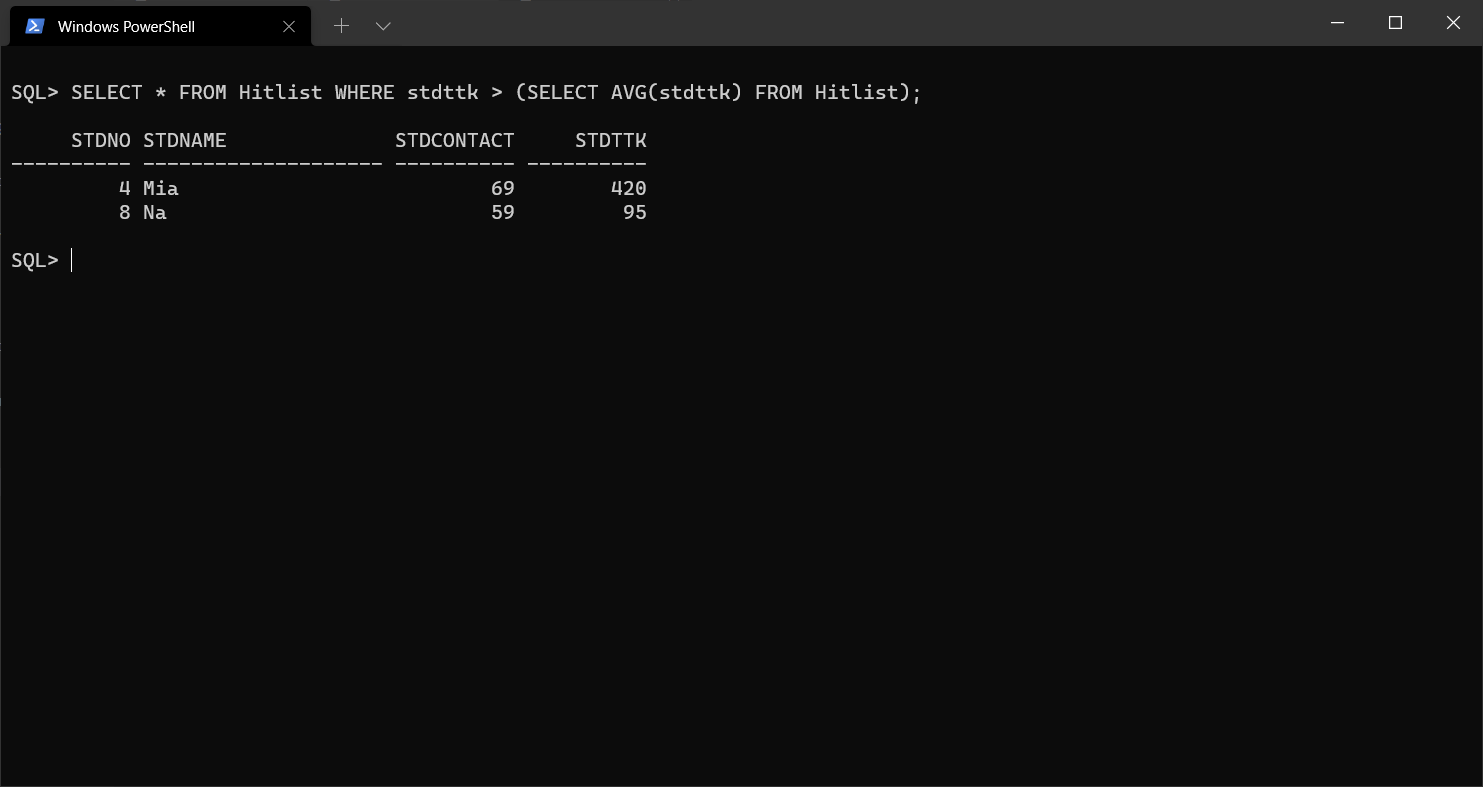 Windows PowerShell
SQL> SELECT * FROM Hitlist WHERE stdttk > (SELECT AVG(stdttk) FROM Hitlist);
     STDNO STDNAME              STDCONTACT     STDTTK
---------- -------------------- ---------- ----------
         4 Mia                          69        420
         8 Na                           59         95
SQL>